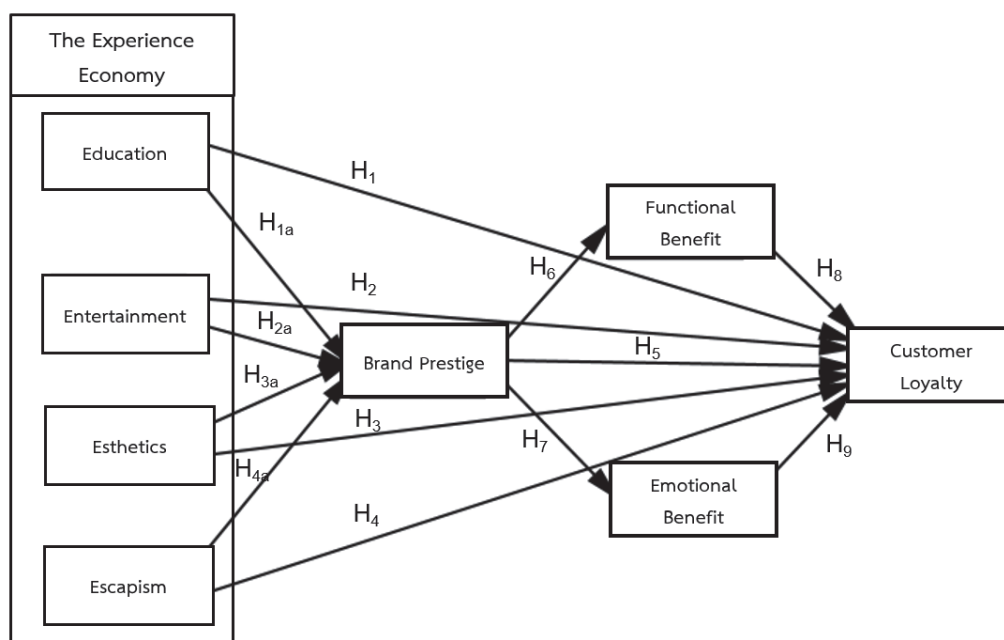 The Experience
Economy
Education
H1
H1a
Functional
Benefit
H6
H8
Entertainment
H2
H2a
Brand Prestige
H5
Customer
Loyalty
H3a
Esthetics
H3
H7
H9
H4a
Emotional
Benefit
H4
Escapism